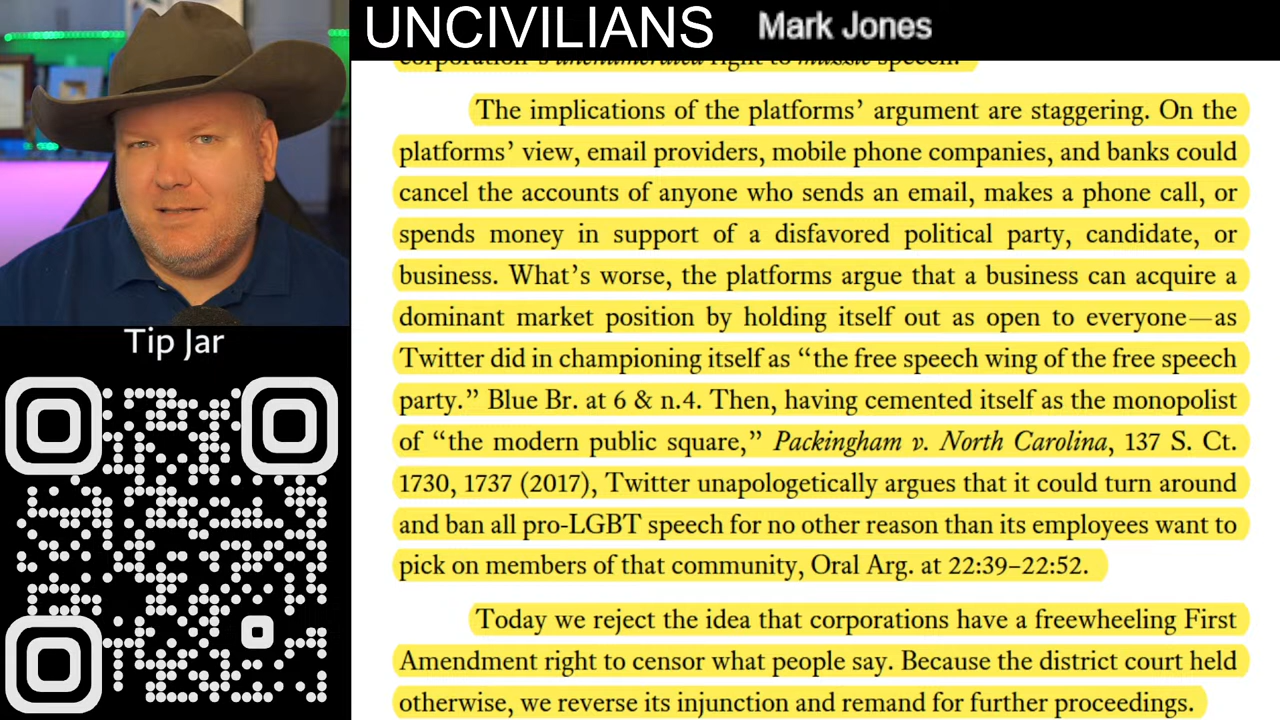 UNCIVILIANS
Mark Jones
corporation's unenumerated right to muzzle speech.
The implications of the platforms' argument are staggering. On the
platforms' view, email providers, mobile phone companies, and banks could
cancel the accounts of anyone who sends an email, makes a phone call, or
spends money in support of a disfavored political party, candidate, or
business. What's worse, the platforms argue that a business can acquire a
dominant market position by holding itself out as open to everyone—as
Twitter did in championing itself as “the free speech wing of the free speech
party.” Blue Br. at 6 & n.4. Then, having cemented itself as the monopolist
of “the modern public square,” Packingham v. North Carolina, 137 S. Ct.
1730, 1737 (2017), Twitter unapologetically argues that it could turn around
and ban all pro-LGBT speech for no other reason than its employees want to
pick on members of that community, Oral Arg. at 22:39–22:52.
Today we reject the idea that corporations have a freewheeling First
Amendment right to censor what people say. Because the district court held
otherwise, we reverse its injunction and remand for further proceedings.
Tip Jar